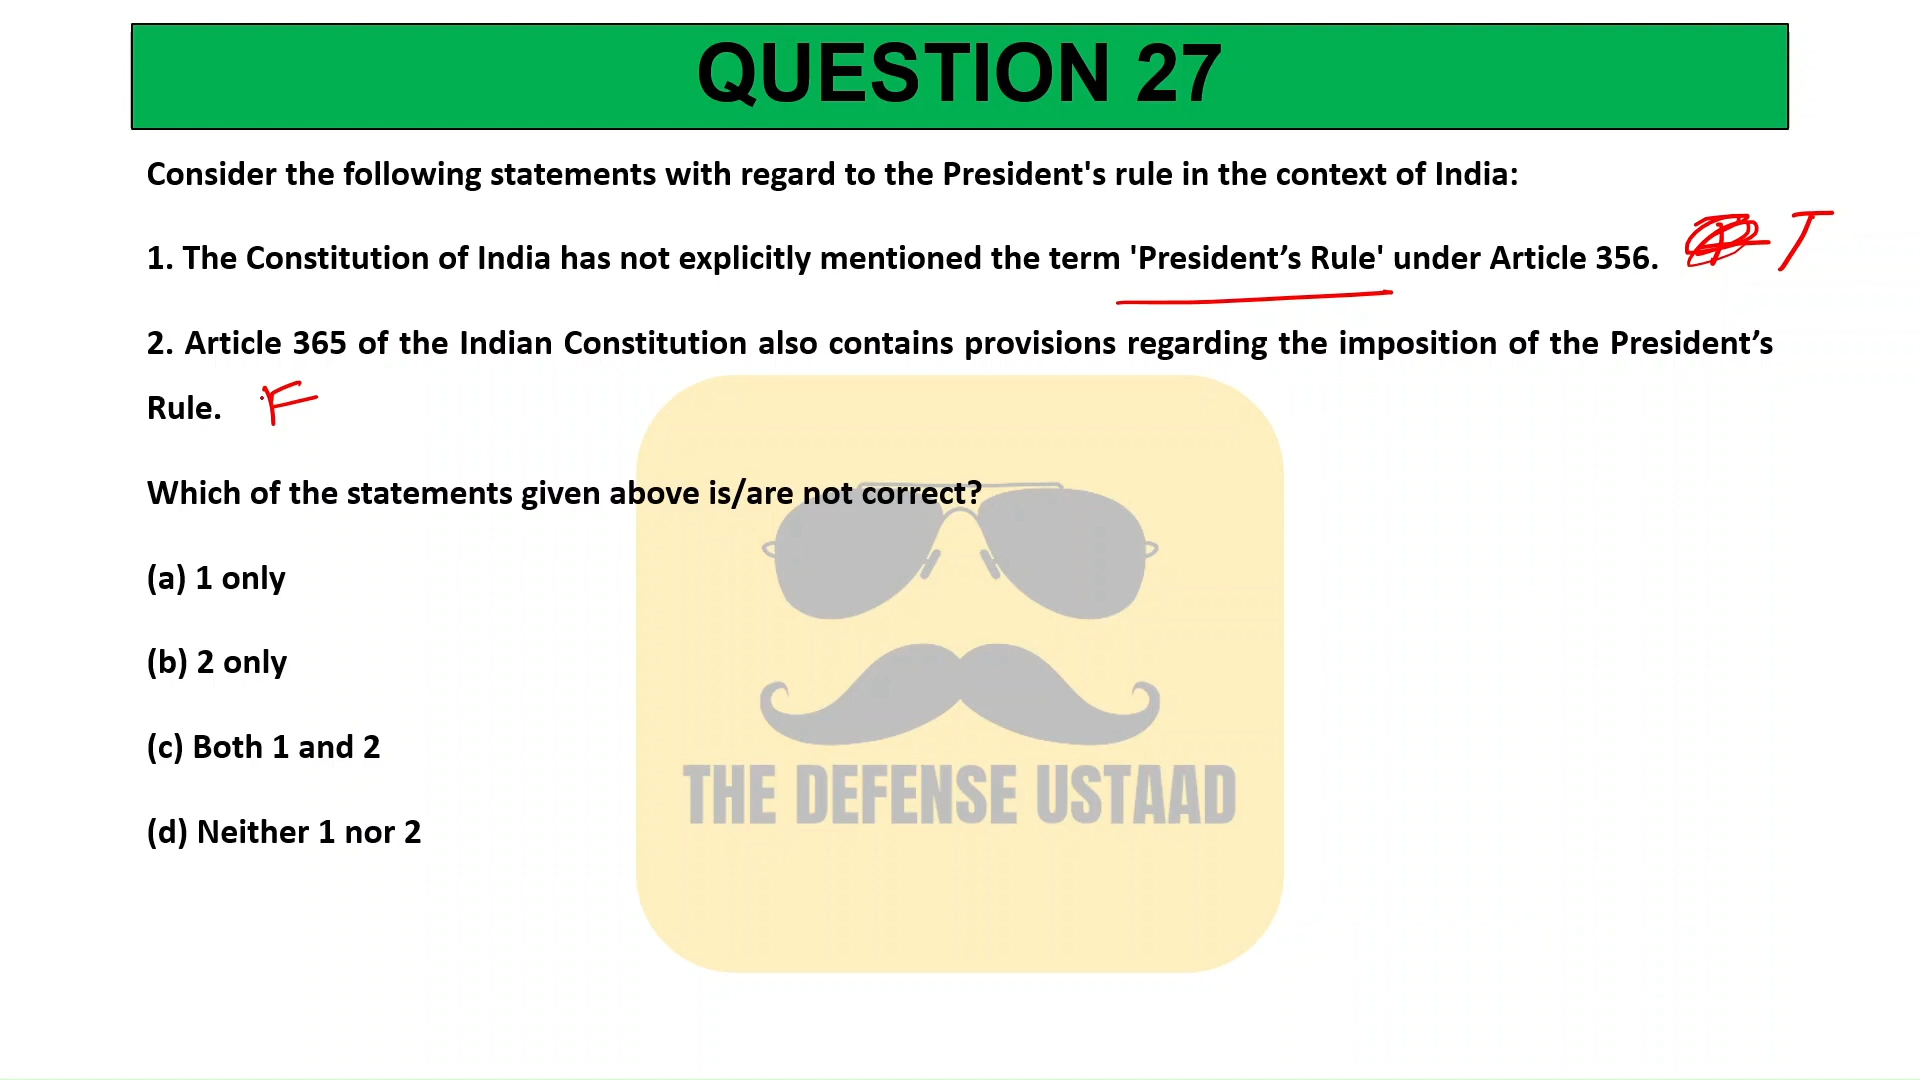 QUESTION 27
Consider the following statements with regard to the President's rule in the context of India:
1. The Constitution of India has not explicitly mentioned the term 'President’s Rule' under Article 356.
T
2. Article 365 of the Indian Constitution also contains provisions regarding the imposition of the President’s
Rule.
F
Which of the statements given above is/are not correct?
(a) 1 only
(b) 2 only
(c) Both 1 and 2
THE DEFENSE USTAAD
(d) Neither 1 nor 2